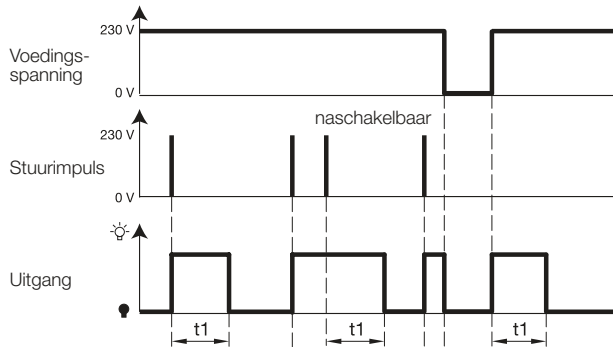 230 V
Voedings-
spanning
0 V
naschakelbaar
230 V
Stuurimpuls
0 V
Uitgang
t1
t1
t1